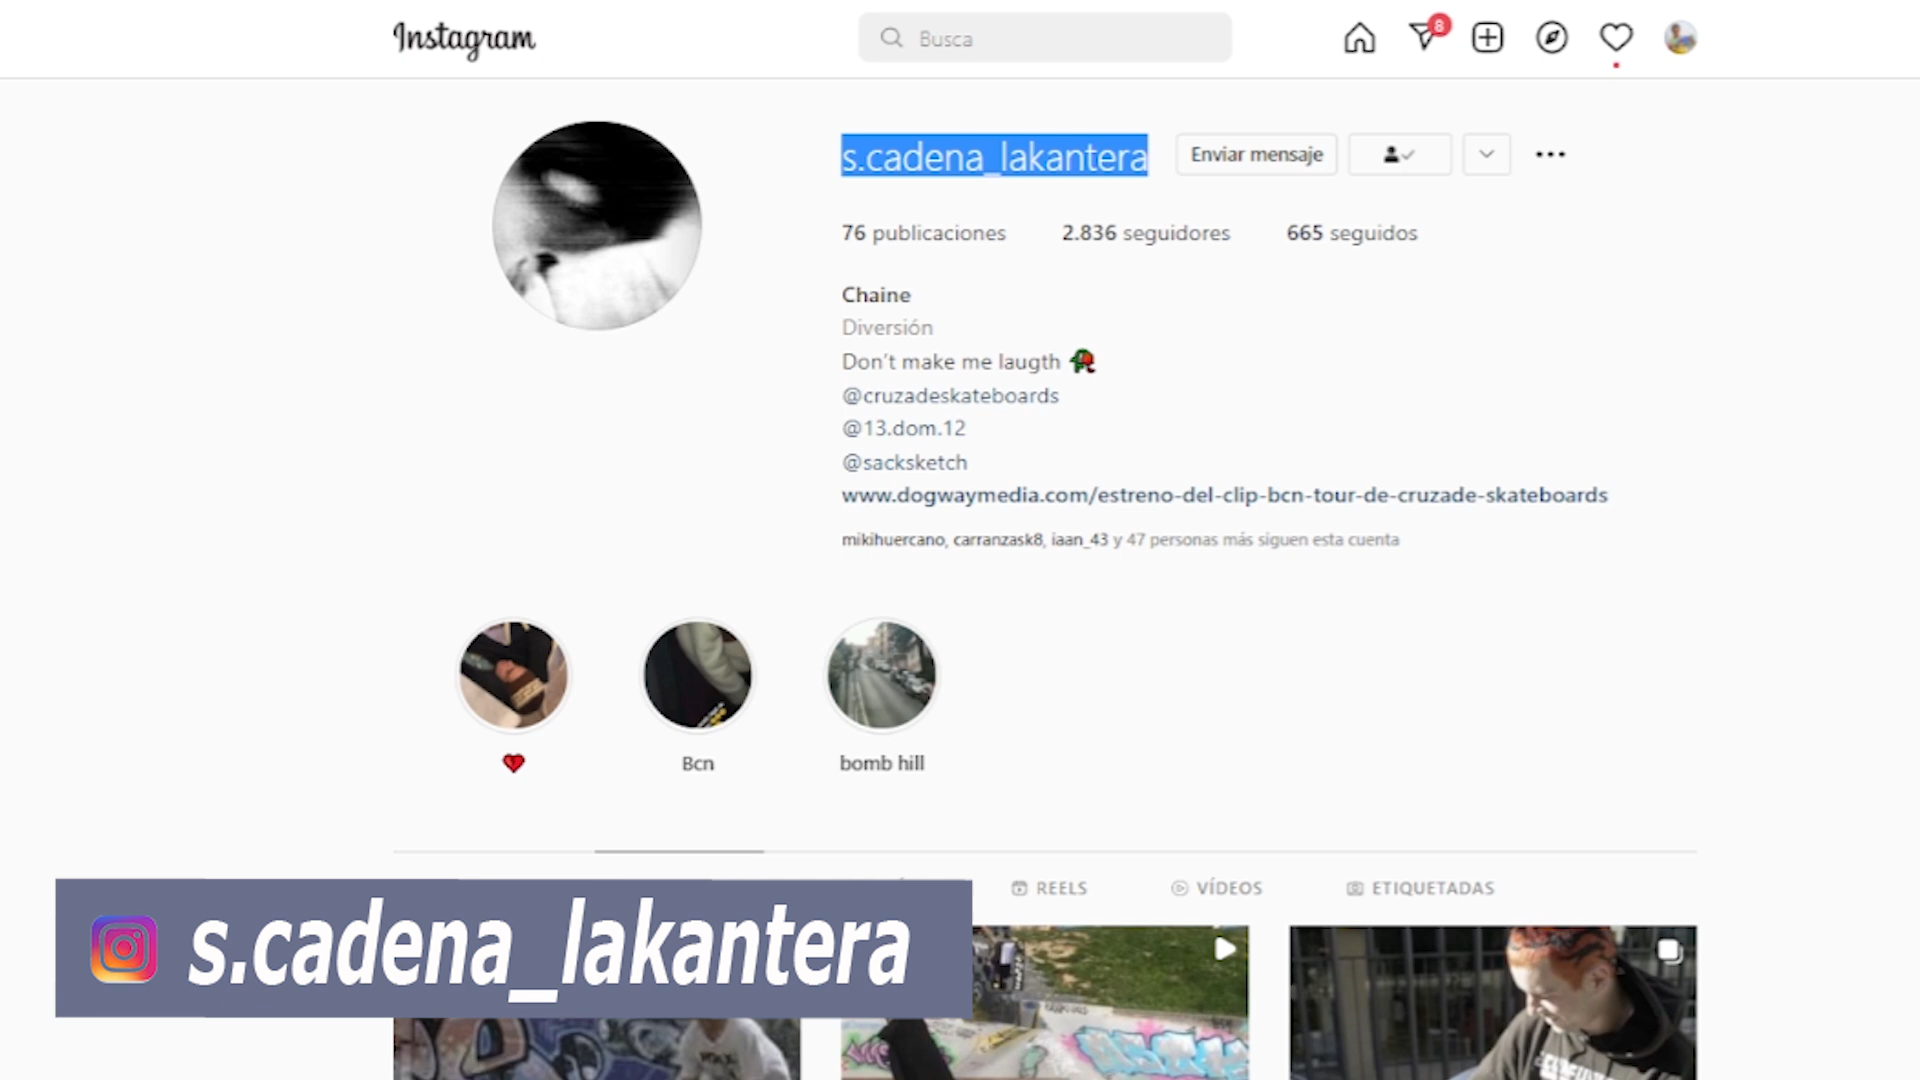 Instagram
Busca
8
s.cadena_lakantera
Enviar mensaje
76 publicaciones
2.836 seguidores
665 seguidos
Chaine
Diversión
Don't make me laugth
@cruzadeskateboards
@13.dom.12
@sacksketch
www.dogwaymedia.com/estreno-del-clip-bcn-tour-de-cruzade-skateboards
mikihuercano, carranzask8, iaan_43 y 47 personas más siguen esta cuenta
Bcn
bomb hill
REELS
VÍDEOS
ETIQUETADAS
s.cadena_lakantera